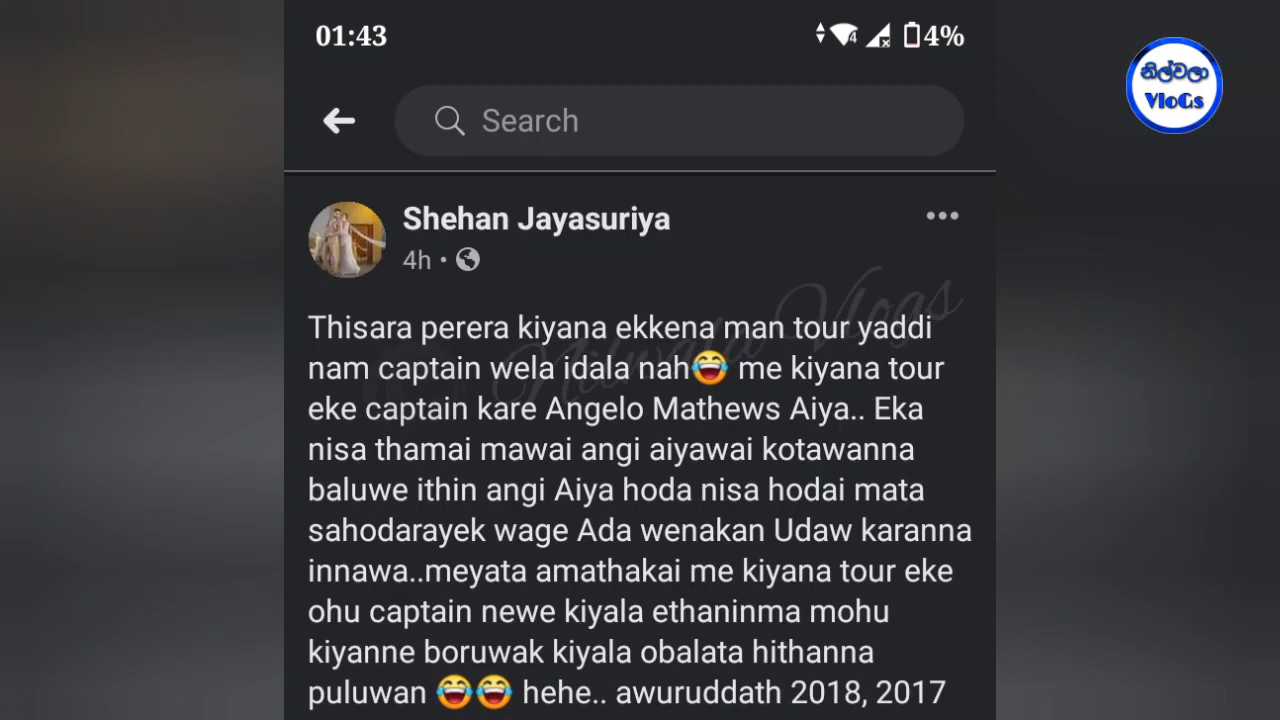 01:43
4
4%
නිල්වලා
VloGs
Search
Shehan Jayasuriya
4h •
Nilwala Vlogs
Thisara perera kiyana ekkena man tour yaddi
nam captain wela idala nah😂 me kiyana tour
eke captain kare Angelo Mathews Aiya.. Eka
nisa thamai mawai angi aiyawai kotawanna
baluwe ithin angi Aiya hoda nisa hodai mata
sahodarayek wage Ada wenakan Udaw karanna
innawa..meyata amathakai me kiyana tour eke
ohu captain newe kiyala ethaninma mohu
kiyanne boruwak kiyala obalata hithanna
puluwan 😂😂 hehe.. awuruddath 2018, 2017